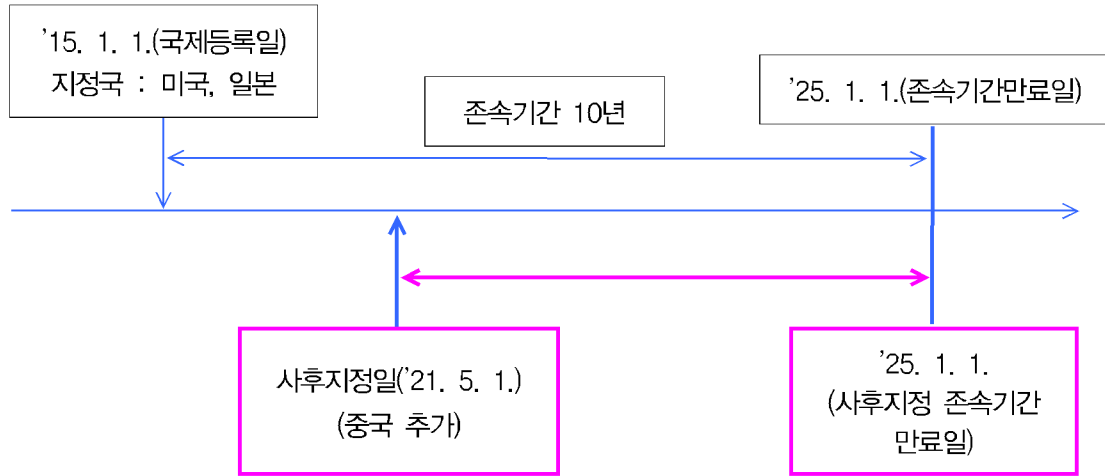 ’15. 1. 1.(국제등록일)
지정국 : 미국, 일본
존속기간 10년
’25. 1. 1.(존속기간만료일)
사후지정일(’21. 5. 1.)
(중국 추가)
’25. 1. 1.
(사후지정 존속기간
만료일)